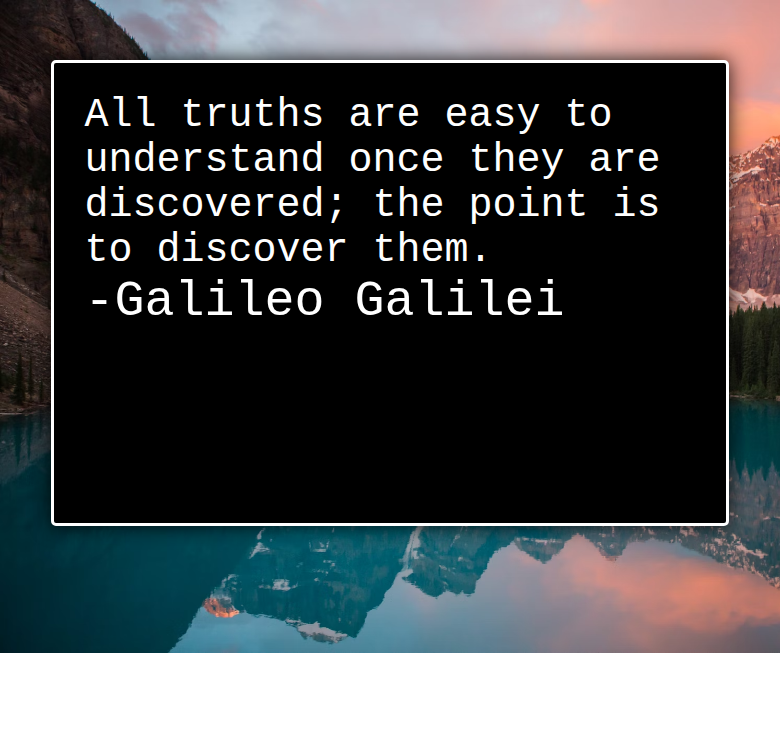 All truths are easy to
understand once they are
discovered; the point is
to discover them.
-Galileo Galilei